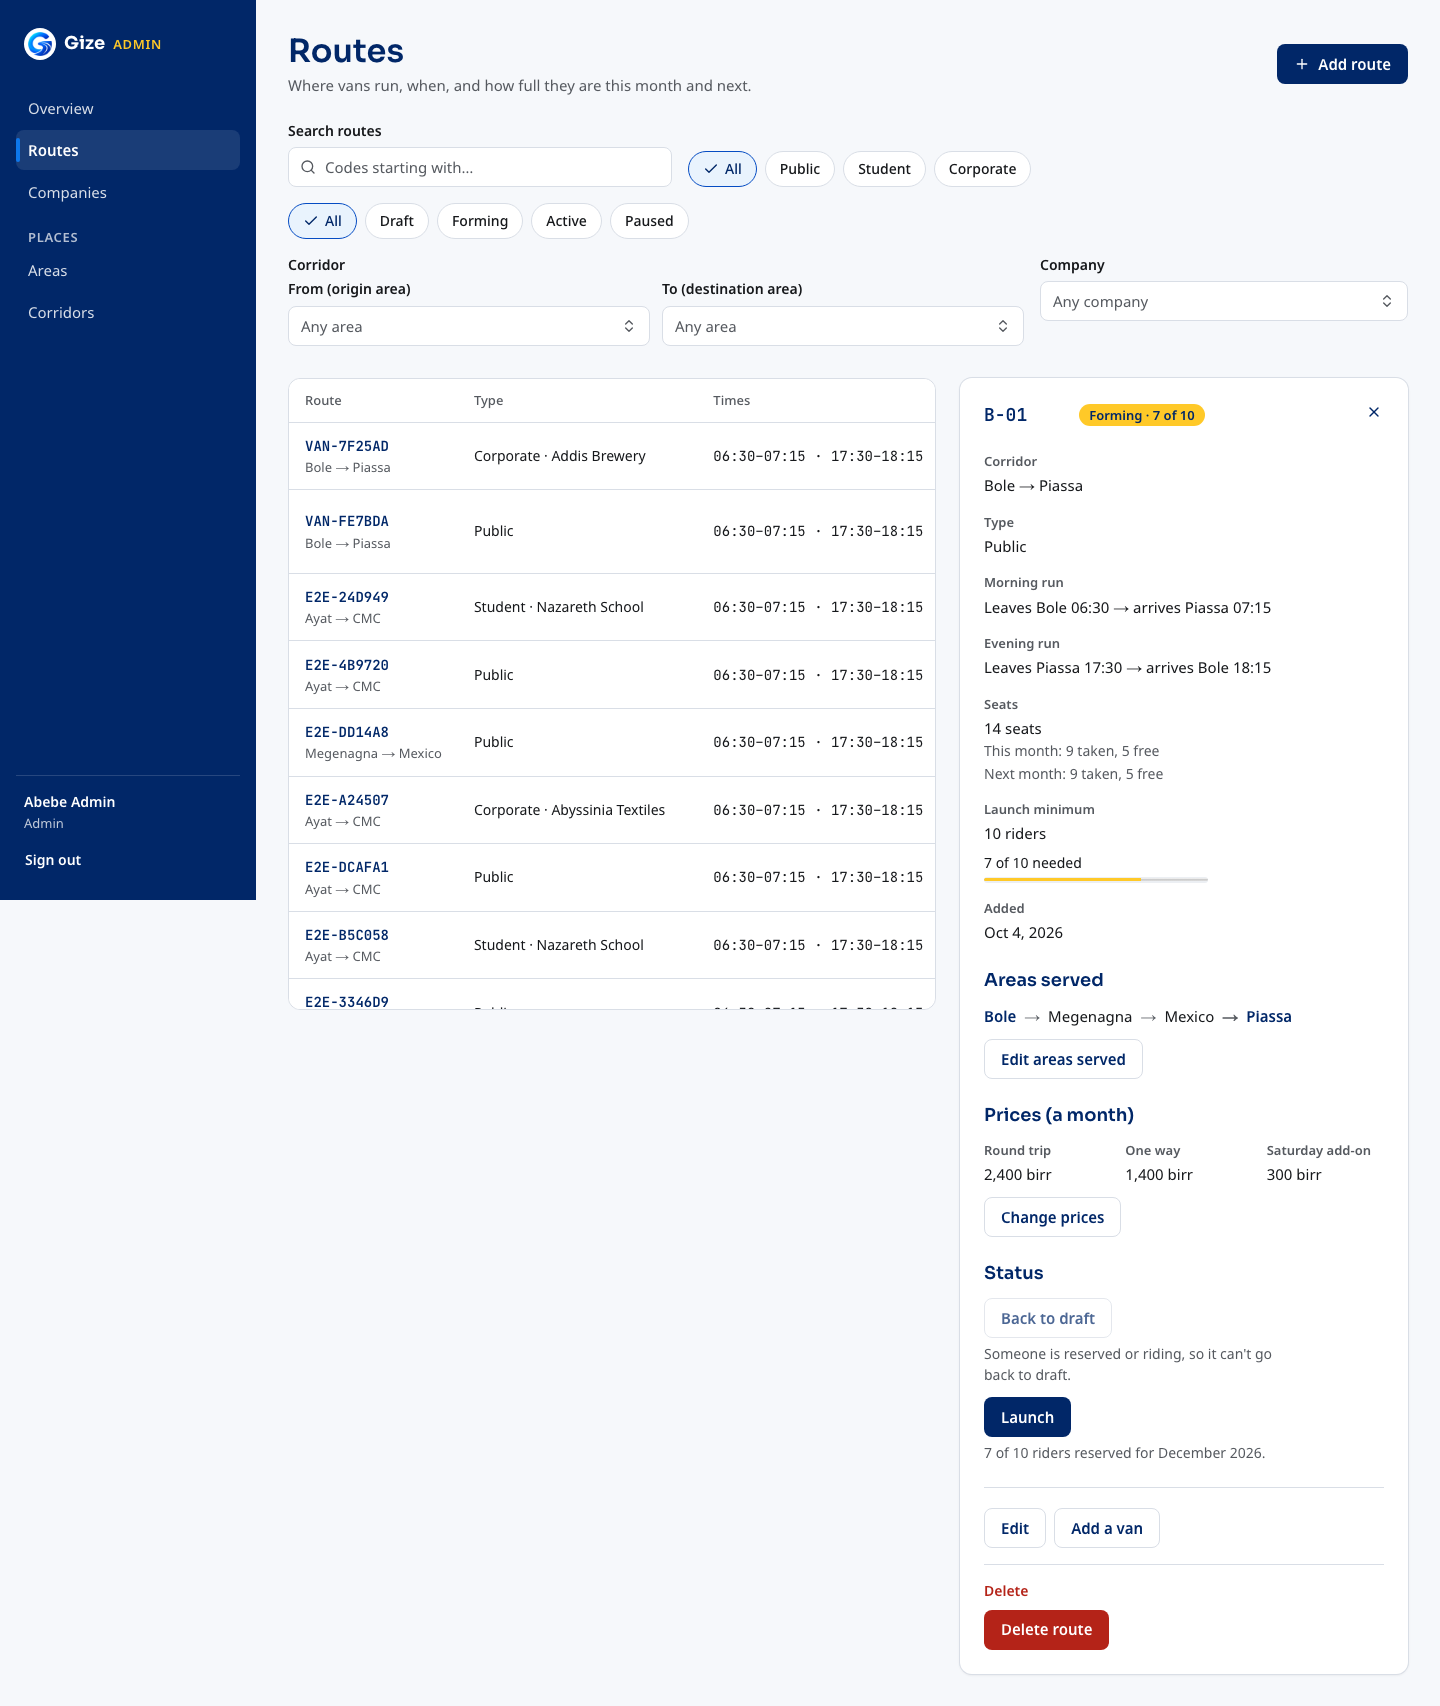 Gize ADMIN
Overview
Routes
Companies
PLACES
Areas
Corridors
Abebe Admin
Admin
Sign out
Routes
Where vans run, when, and how full they are this month and next.
+ Add route
Search routes
Codes starting with...
All Public Student Corporate
All Draft Forming Active Paused
Corridor
From (origin area) To (destination area)
Any area Any area
Company
Any company
Route Type Times
VAN-7F25AD
Bole → Piassa
Corporate · Addis Brewery
06:30–07:15 · 17:30–18:15
VAN-FE7BDA
Bole → Piassa
Public
06:30–07:15 · 17:30–18:15
E2E-24D949
Ayat → CMC
Student · Nazareth School
06:30–07:15 · 17:30–18:15
E2E-4B9720
Ayat → CMC
Public
06:30–07:15 · 17:30–18:15
E2E-DD14A8
Megenagna → Mexico
Public
06:30–07:15 · 17:30–18:15
E2E-A24507
Ayat → CMC
Corporate · Abyssinia Textiles
06:30–07:15 · 17:30–18:15
E2E-DCAFA1
Ayat → CMC
Public
06:30–07:15 · 17:30–18:15
E2E-B5C058
Ayat → CMC
Student · Nazareth School
06:30–07:15 · 17:30–18:15
E2E-3346D9
B-01
Forming · 7 of 10
Corridor
Bole → Piassa
Type
Public
Morning run
Leaves Bole 06:30 → arrives Piassa 07:15
Evening run
Leaves Piassa 17:30 → arrives Bole 18:15
Seats
14 seats
This month: 9 taken, 5 free
Next month: 9 taken, 5 free
Launch minimum
10 riders
7 of 10 needed
Added
Oct 4, 2026
Areas served
Bole → Megenagna → Mexico → Piassa
Edit areas served
Prices (a month)
Round trip One way Saturday add-on
2,400 birr 1,400 birr 300 birr
Change prices
Status
Back to draft
Someone is reserved or riding, so it can't go
back to draft.
Launch
7 of 10 riders reserved for December 2026.
Edit Add a van
Delete
Delete route